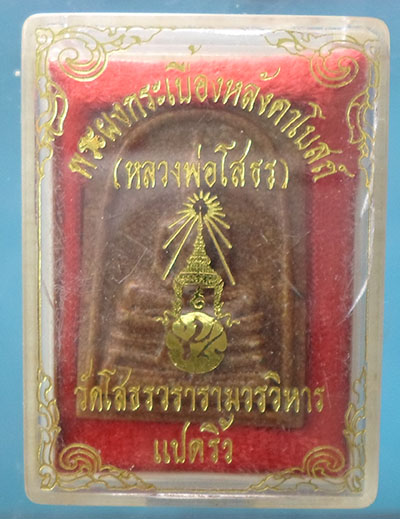 พระผงกระเบื้องหลังคาโบสถ์
(หลวงพ่อโสธร)
วัดโสธรวรารามวรวิหาร
แปดริ้ว